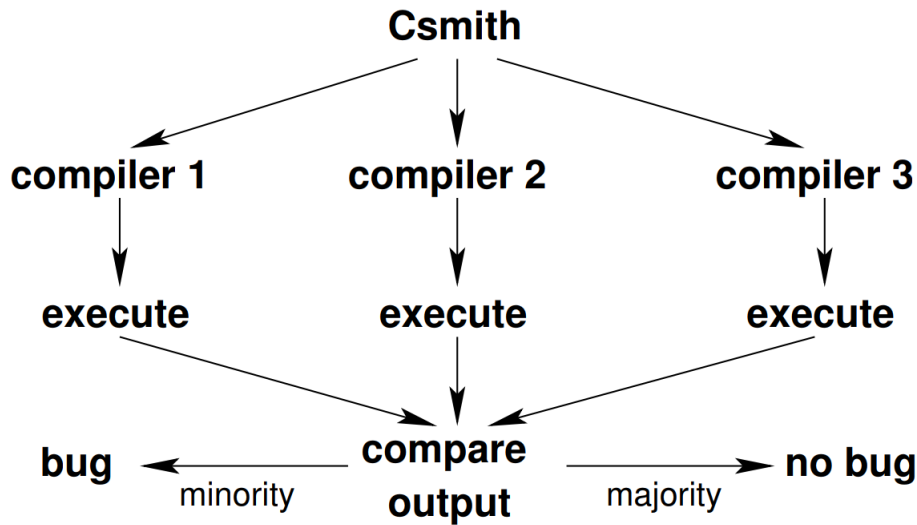 Csmith
compiler 1
compiler 2
compiler 3
execute
execute
execute
bug
minority
compare
output
majority
no bug